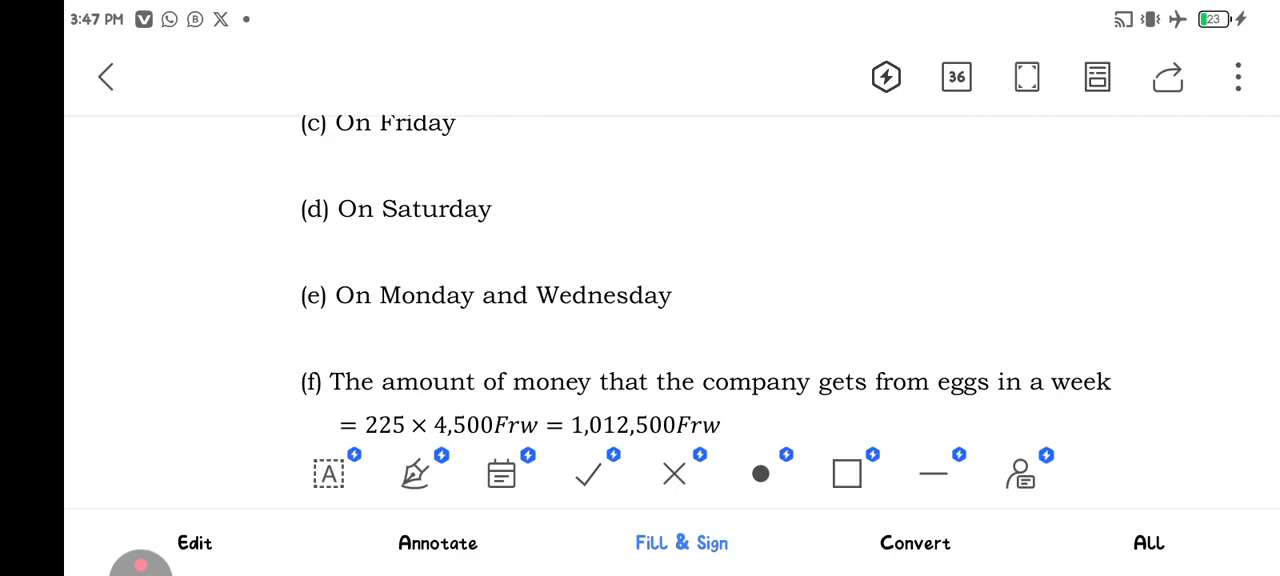 3:47 PM
23
36
(c) On Friday
(d) On Saturday
(e) On Monday and Wednesday
(f) The amount of money that the company gets from eggs in a week
= 225 × 4,500Frw = 1,012,500Frw
A
Edit Annotate Fill & Sign Convert All